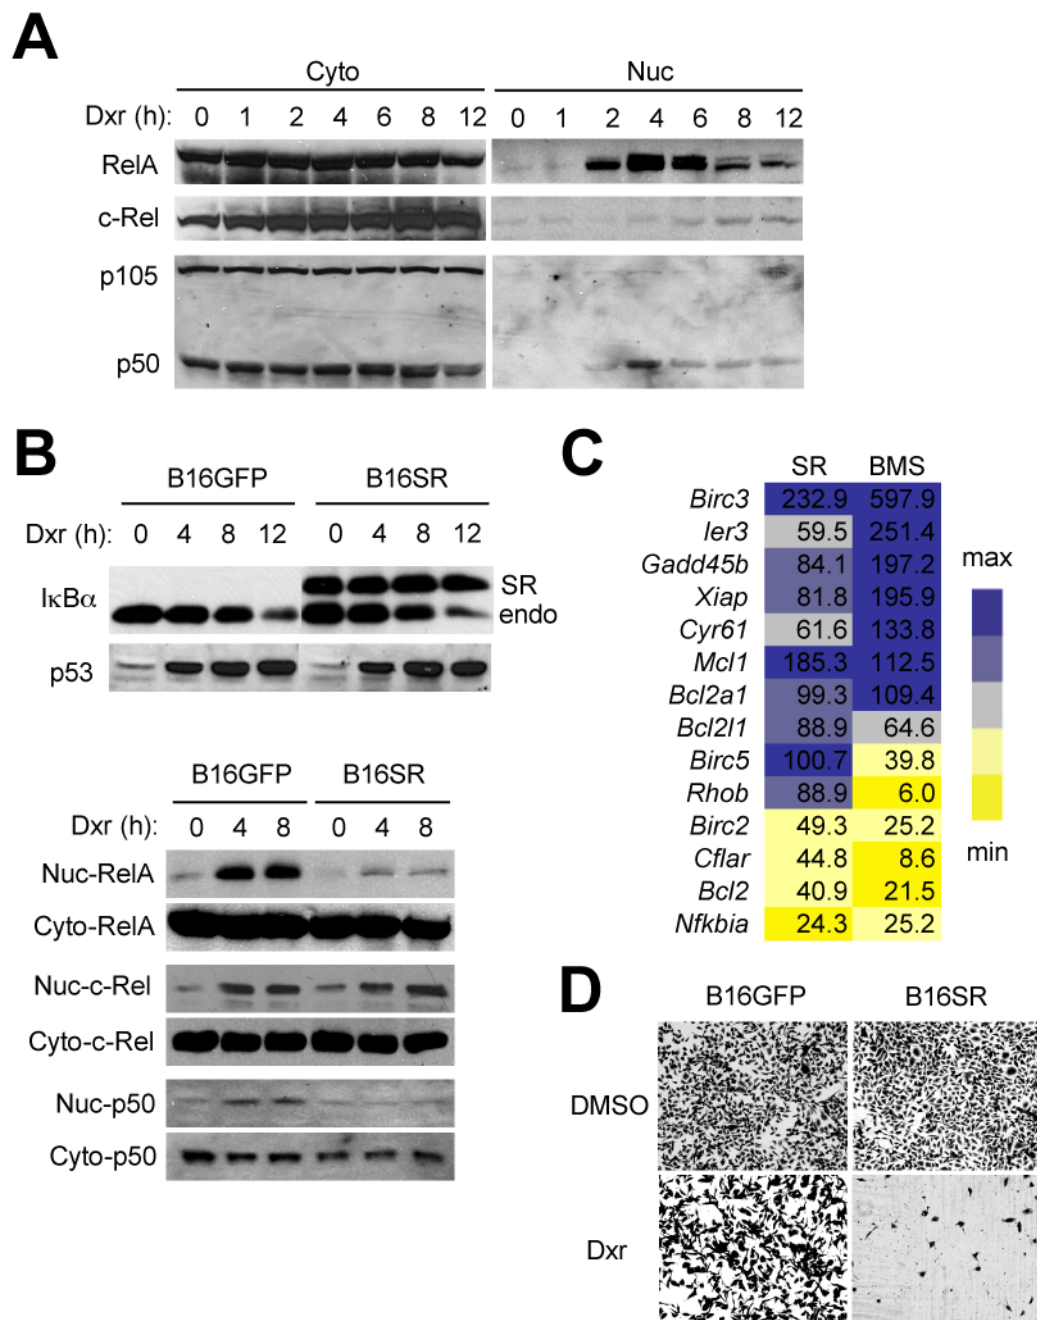 A
Cyto Nuc
Dxr (h): 0 1 2 4 6 8 12 0 1 2 4 6 8 12
RelA
c-Rel
p105
p50
B
B16GFP B16SR
Dxr (h): 0 4 8 12 0 4 8 12
IκBα SR
endo
p53
B16GFP B16SR
Dxr (h): 0 4 8 0 4 8
Nuc-RelA
Cyto-RelA
Nuc-c-Rel
Cyto-c-Rel
Nuc-p50
Cyto-p50
C
SR BMS
Birc3 232.9 597.9
Ier3 59.5 251.4
Gadd45b 84.1 197.2
Xiap 81.8 195.9
Cyr61 61.6 133.8
Mcl1 185.3 112.5
Bcl2a1 99.3 109.4
Bcl2l1 88.9 64.6
Birc5 100.7 39.8
Rhob 88.9 6.0
Birc2 49.3 25.2
Cflar 44.8 8.6
Bcl2 40.9 21.5
Nfkbia 24.3 25.2
max
min
D
B16GFP B16SR
DMSO
Dxr